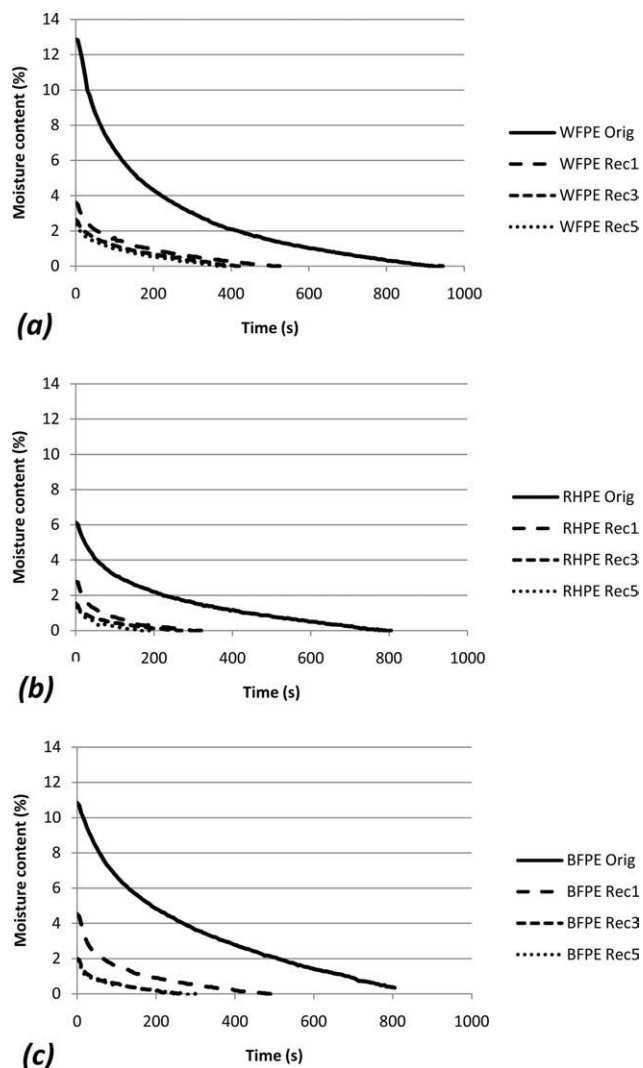 14
12
10
8
6
4
2
0
Moisture content (%)
0 200 400 600 800 1000
Time (s)
WFPE Orig
WFPE Rec1
WFPE Rec3
WFPE Rec5
(a)
14
12
10
8
6
4
2
0
Moisture content (%)
0 200 400 600 800 1000
Time (s)
RHPE Orig
RHPE Rec1
RHPE Rec3
RHPE Rec5
(b)
14
12
10
8
6
4
2
0
Moisture content (%)
0 200 400 600 800 1000
Time (s)
BFPE Orig
BFPE Rec1
BFPE Rec3
BFPE Rec5
(c)